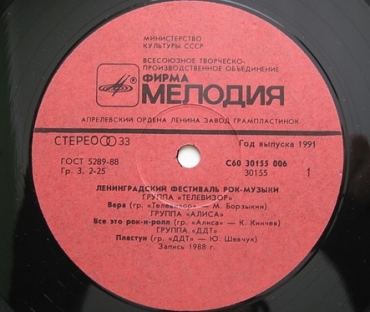 МИНИСТЕРСТВО
КУЛЬТУРЫ СССР
ВСЕСОЮЗНОЕ ТВОРЧЕСКО-
ПРОИЗВОДСТВЕННОЕ ОБЪЕДИНЕНИЕ
ФИРМА
МЕЛОДИЯ
АПРЕЛЕВСКИЙ ОРДЕНА ЛЕНИНА ЗАВОД ГРАМПЛАСТИНОК
СТЕРЕО 33
Год выпуска 1991
ГОСТ 5289-88
С60 30155 006
Гр. 3. 2-25
30155
1
ЛЕНИНГРАДСКИЙ ФЕСТИВАЛЬ РОК-МУЗЫКИ
ГРУППА «ТЕЛЕВИЗОР»
Вера (гр. «Телевизор» — М. Борзыкин)
ГРУППА «АЛИСА»
Все это рок-н-ролл (гр. «Алиса» — К. Кинчев)
ГРУППА «ДДТ»
Пластун (гр. «ДДТ» — Ю. Шевчук)
Запись 1988 г.